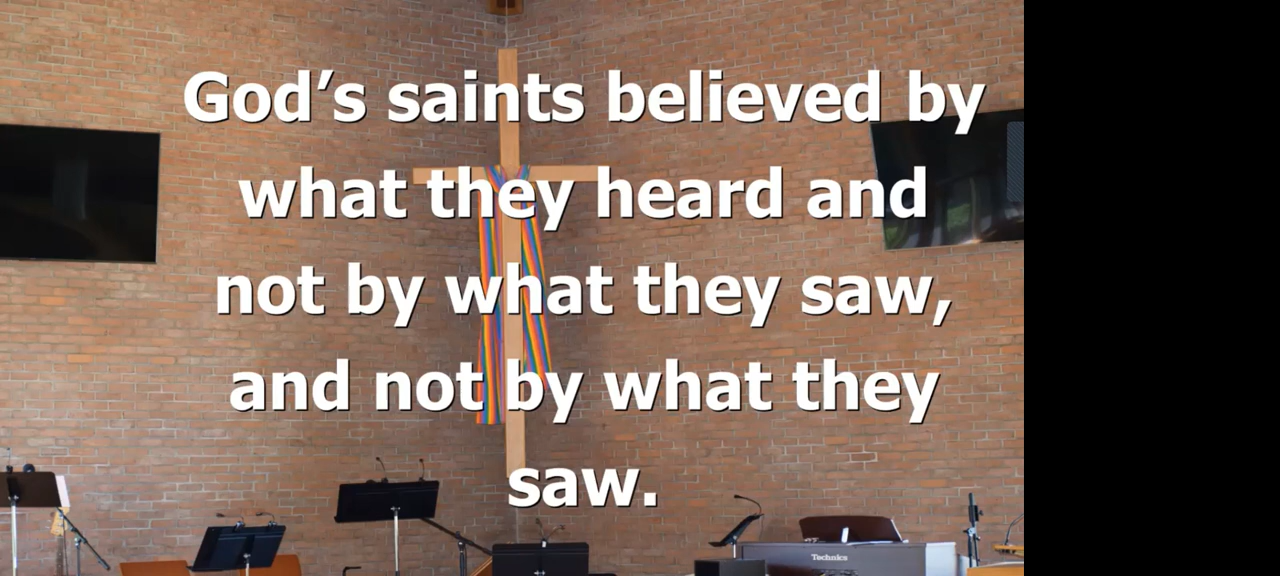 God’s saints believed by
what they heard and
not by what they saw,
and not by what they
saw.
Technics